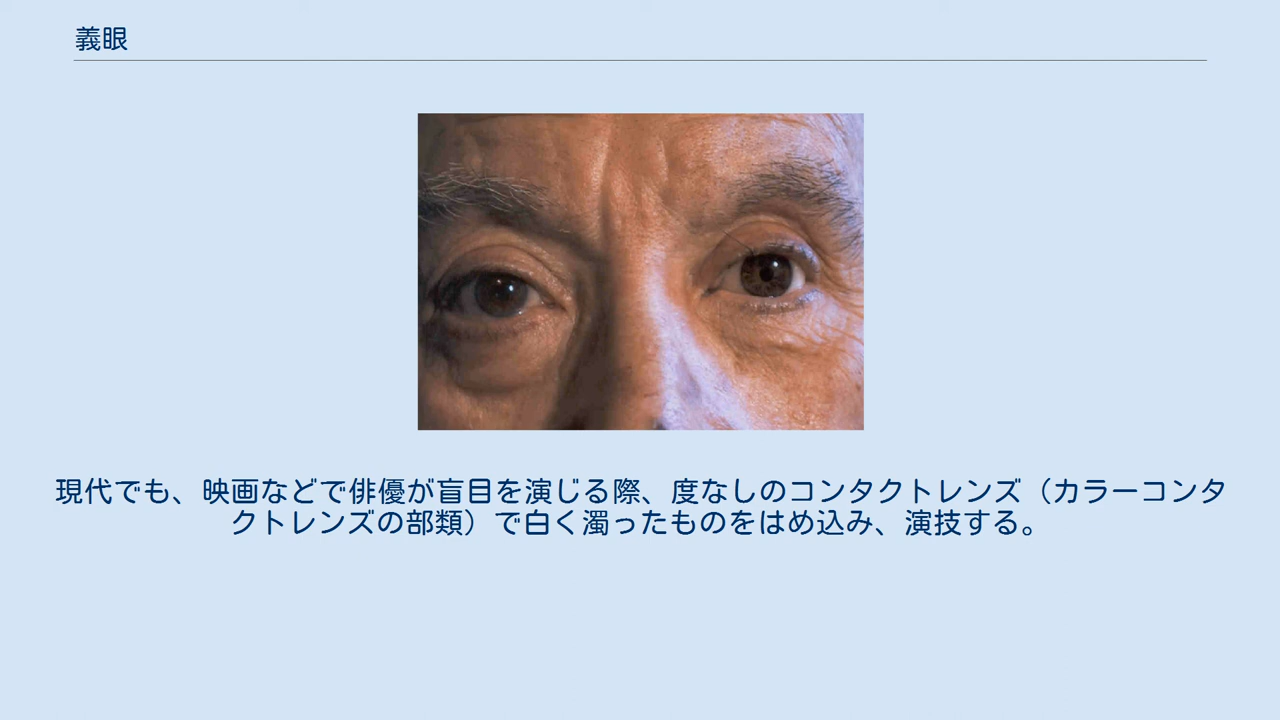 義眼
現代でも、映画などで俳優が盲目を演じる際、度なしのコンタクトレンズ（カラーコンタ
クトレンズの部類）で白く濁ったものをはめ込み、演技する。